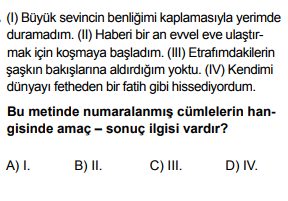 (I) Büyük sevincin benliğimi kaplamasıyla yerimde
duramadım. (II) Haberi bir an evvel eve ulaştır-
mak için koşmaya başladım. (III) Etrafımdakilerin
şaşkın bakışlarına aldırdığım yoktu. (IV) Kendimi
dünyayı fetheden bir fatih gibi hissediyordum.
Bu metinde numaralanmış cümlelerin han-
gisinde amaç – sonuç ilgisi vardır?
A) I. B) II. C) III. D) IV.